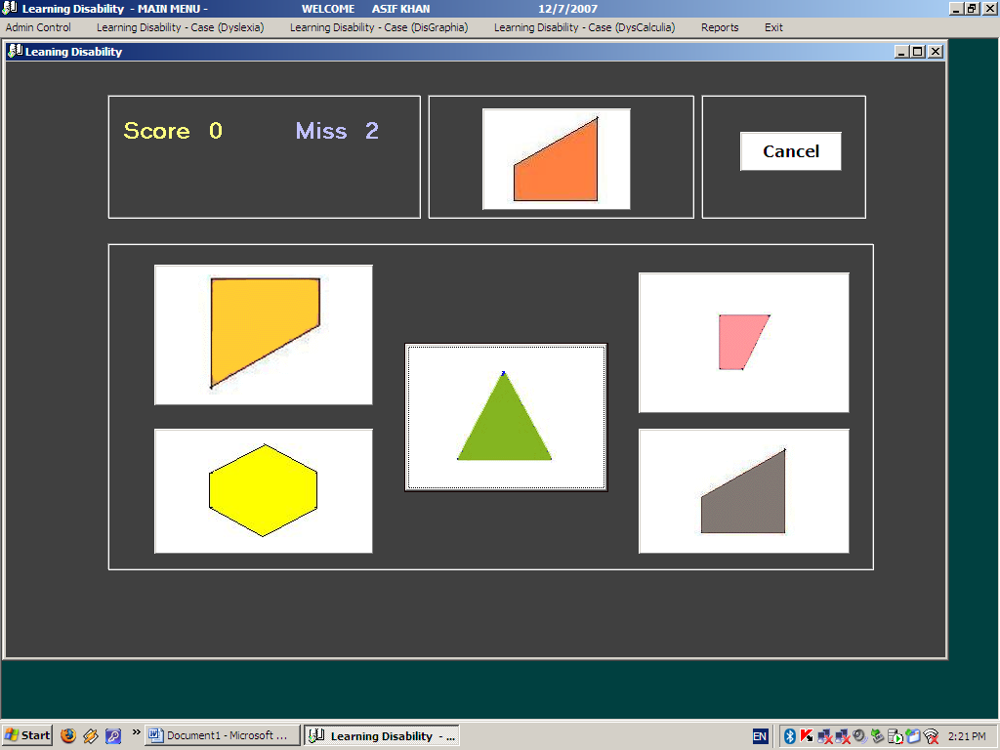 Learning Disability - MAIN MENU - WELCOME ASIF KHAN 12/7/2007
Admin Control Learning Disability - Case (Dyslexia) Learning Disability - Case (DisGraphia) Learning Disability - Case (DysCalculia) Reports Exit
Leaning Disability
Score 0 Miss 2
Cancel
Start » Document1 - Microsoft ... Learning Disability - ... EN 2:21 PM